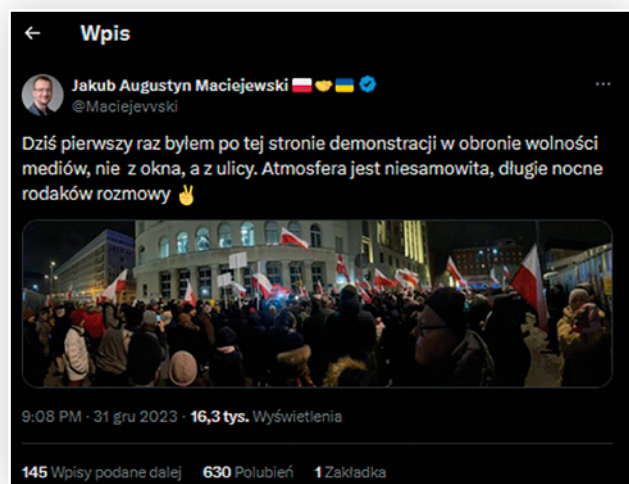 Wpis
Jakub Augustyn Maciejewski 🇵🇱🤝🇺🇦
@Maciejevvski
Dziś pierwszy raz byłem po tej stronie demonstracji w obronie wolności
mediów, nie z okna, a z ulicy. Atmosfera jest niesamowita, długie nocne
rodaków rozmowy ✌️
9:08 PM · 31 gru 2023 · 16,3 tys. Wyświetlenia
145 Wpisy podane dalej 630 Polubień 1 Zakładka